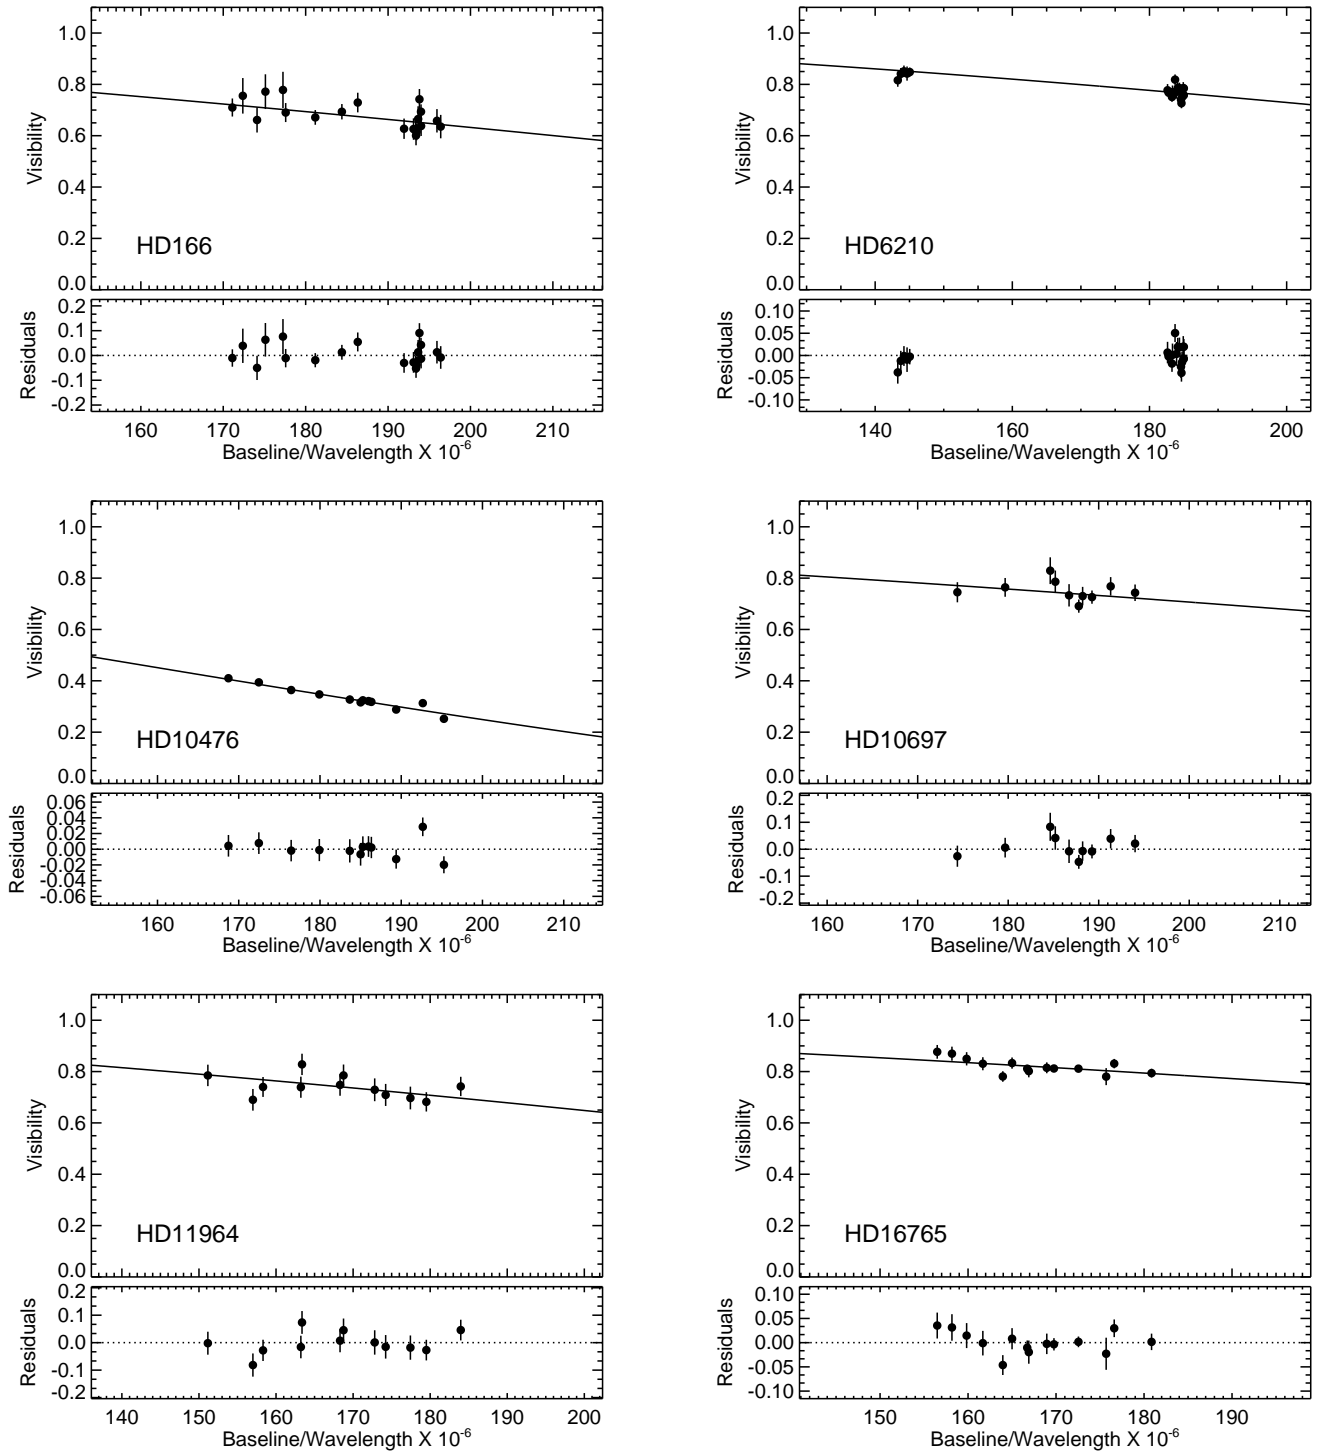 1.0
0.8
0.6
0.4
0.2
0.0
Visibility
HD166
0.2
0.1
0.0
-0.1
-0.2
Residuals
160 170 180 190 200 210
Baseline/Wavelength X 10-6
1.0
0.8
0.6
0.4
0.2
0.0
Visibility
HD6210
0.10
0.05
0.00
-0.05
-0.10
Residuals
140 160 180 200
Baseline/Wavelength X 10-6
1.0
0.8
0.6
0.4
0.2
0.0
Visibility
HD10476
0.06
0.04
0.02
0.00
-0.02
-0.04
-0.06
Residuals
160 170 180 190 200 210
Baseline/Wavelength X 10-6
1.0
0.8
0.6
0.4
0.2
0.0
Visibility
HD10697
0.2
0.1
0.0
-0.1
-0.2
Residuals
160 170 180 190 200 210
Baseline/Wavelength X 10-6
1.0
0.8
0.6
0.4
0.2
0.0
Visibility
HD11964
0.2
0.1
0.0
-0.1
-0.2
Residuals
140 150 160 170 180 190 200
Baseline/Wavelength X 10-6
1.0
0.8
0.6
0.4
0.2
0.0
Visibility
HD16765
0.10
0.05
0.00
-0.05
-0.10
Residuals
150 160 170 180 190
Baseline/Wavelength X 10-6